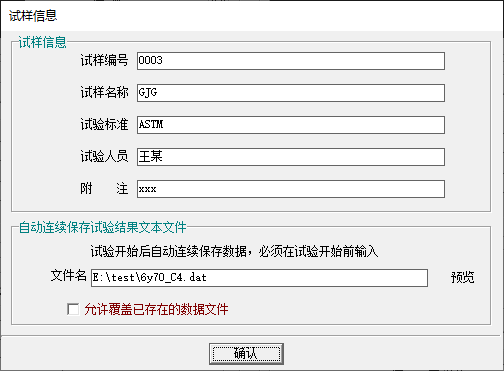 试样信息
试样信息
试样编号 0003
试样名称 GJG
试验标准 ASTM
试验人员 王某
附 注 xxx
自动连续保存试验结果文本文件
试验开始后自动连续保存数据，必须在试验开始前输入
文件名 E:\test\6y70_C4.dat 预览
允许覆盖已存在的数据文件
确认